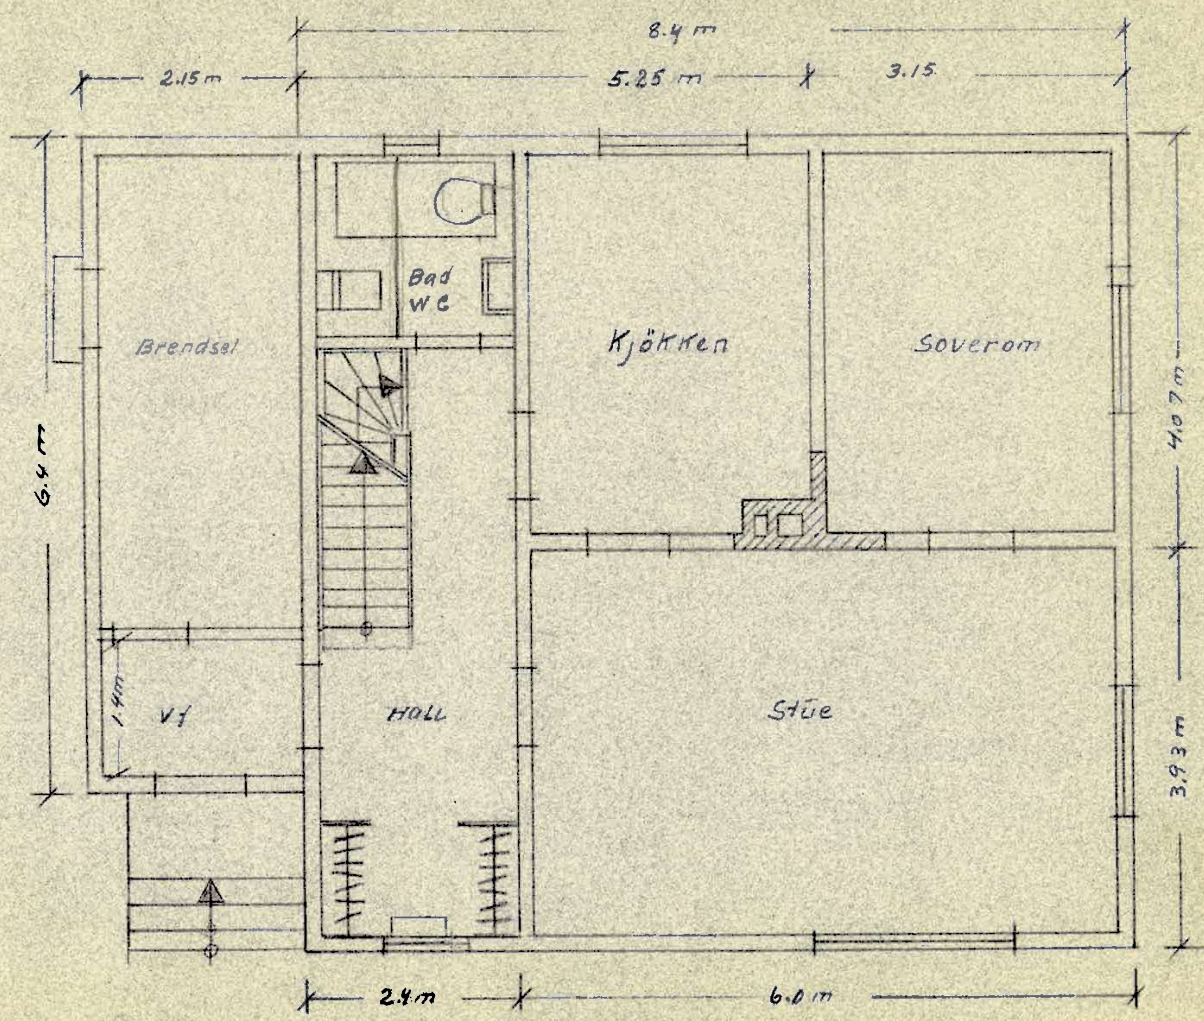 8.4 m
2.15 m
5.25 m
3.15
Bad
WC
Brendsel
Kjökken
Soverom
4.07 m
6.4 m
1.4 m
Vf
Hall
Stue
3.93 m
2.4 m
6.0 m